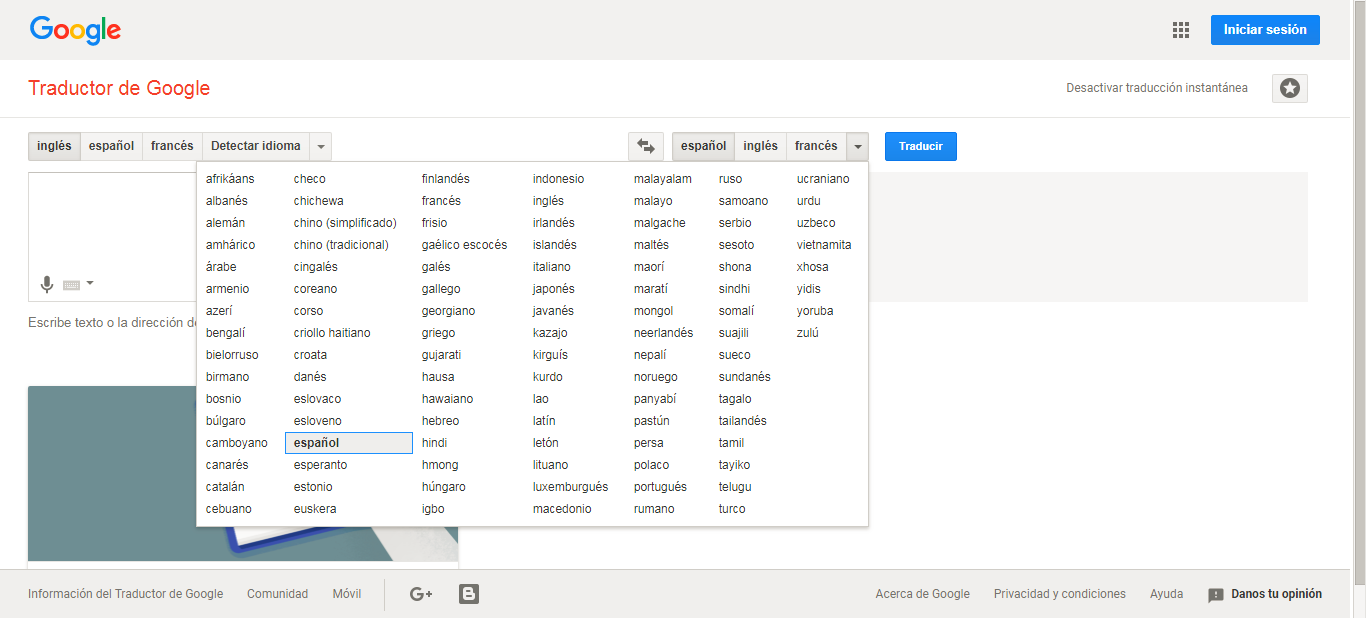 Google
Iniciar sesión
Traductor de Google
Desactivar traducción instantánea
inglés español francés Detectar idioma
español inglés francés
Traducir
afrikáans checo finlandés indonesio malayalam ruso ucraniano
albanés chichewa francés inglés malayo samoano urdu
alemán chino (simplificado) frisio irlandés malgache serbio uzbeco
amhárico chino (tradicional) gaélico escocés islandés maltés sesoto vietnamita
árabe cingalés galés italiano maorí shona xhosa
armenio coreano gallego japonés maratí sindhi yidis
azerí corso georgiano javanés mongol somalí yoruba
bengalí criollo haitiano griego kazajo neerlandés suajili zulú
bielorruso croata gujarati kirguís nepalí sueco
birmano danés hausa kurdo noruego sundanés
bosnio eslovaco hawaiano lao panyabí tagalo
búlgaro esloveno hebreo latín pastún tailandés
camboyano español hindi letón persa tamil
canarés esperanto hmong lituano polaco tayiko
catalán estonio húngaro luxemburgués portugués telugu
cebuano euskera igbo macedonio rumano turco
Escribe texto o la dirección
Información del Traductor de Google Comunidad Móvil G+ B
Acerca de Google Privacidad y condiciones Ayuda Danos tu opinión